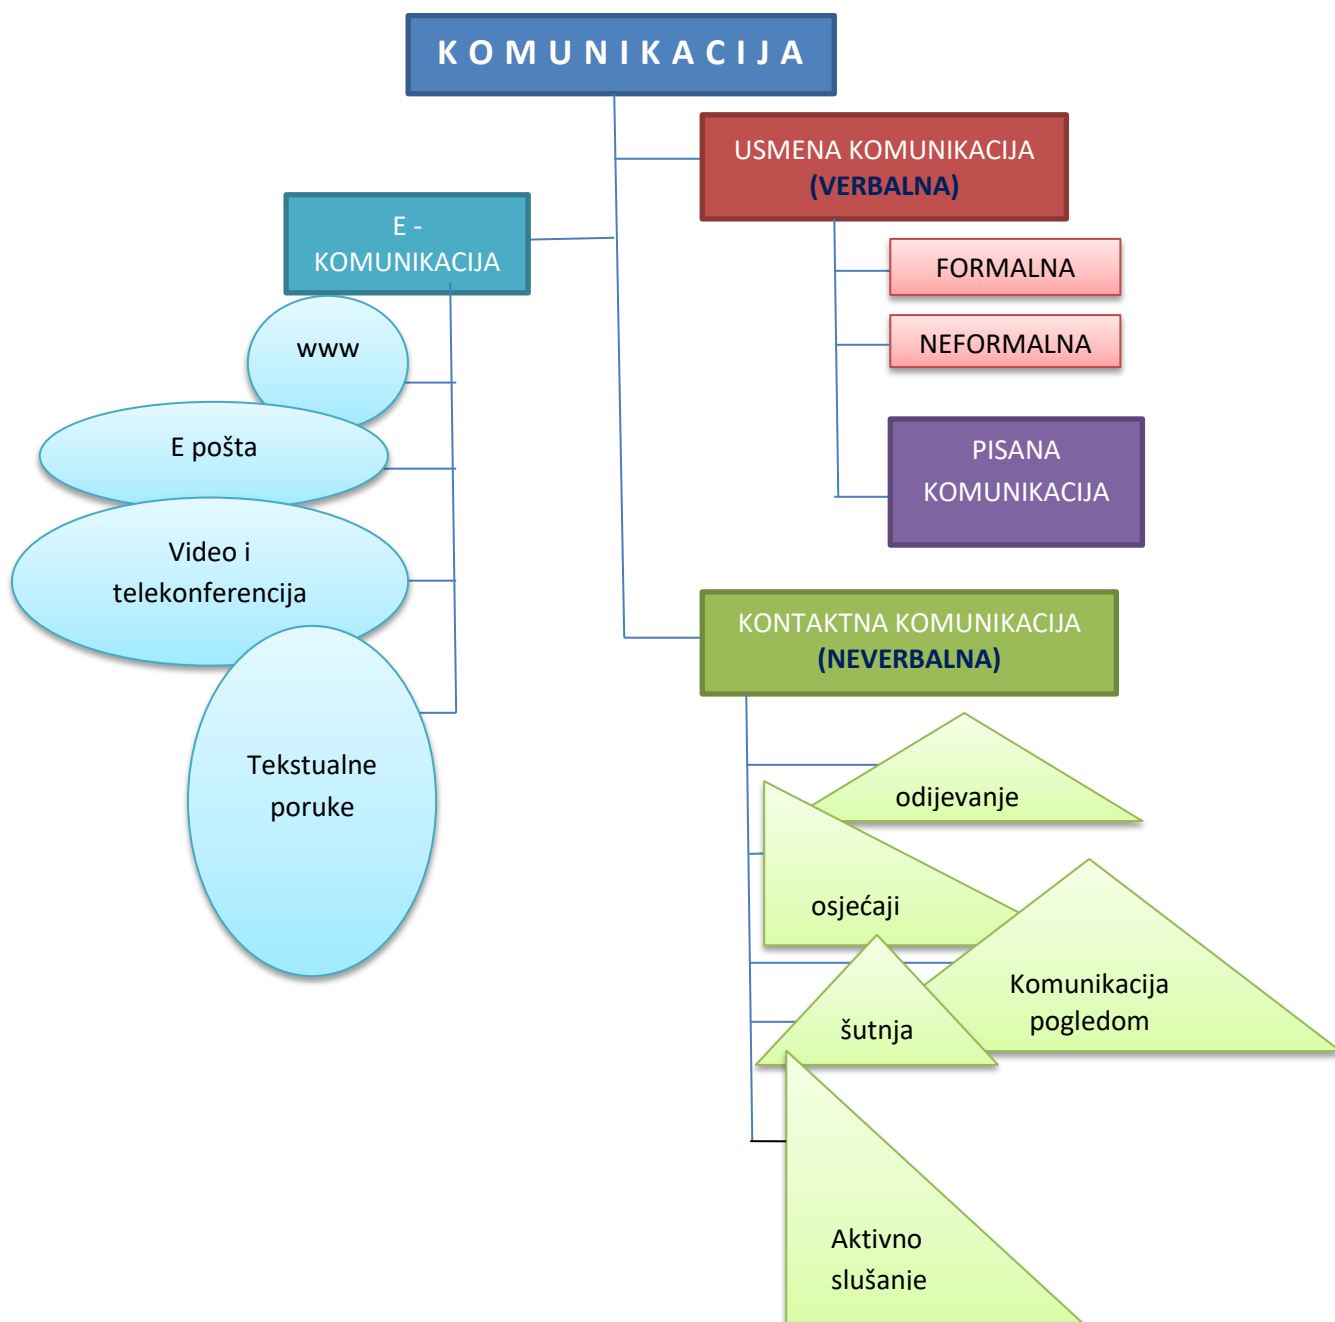 KOMUNIKACIJA
USMENA KOMUNIKACIJA
(VERBALNA)
E -
KOMUNIKACIJA
FORMALNA
NEFORMALNA
www
E pošta
PISANA
KOMUNIKACIJA
Video i
telekonferencija
KONTAKTNA KOMUNIKACIJA
(NEVERBALNA)
Tekstualne
poruke
odijevanje
osjećaji
Komunikacija
pogledom
šutnja
Aktivno
slušanie